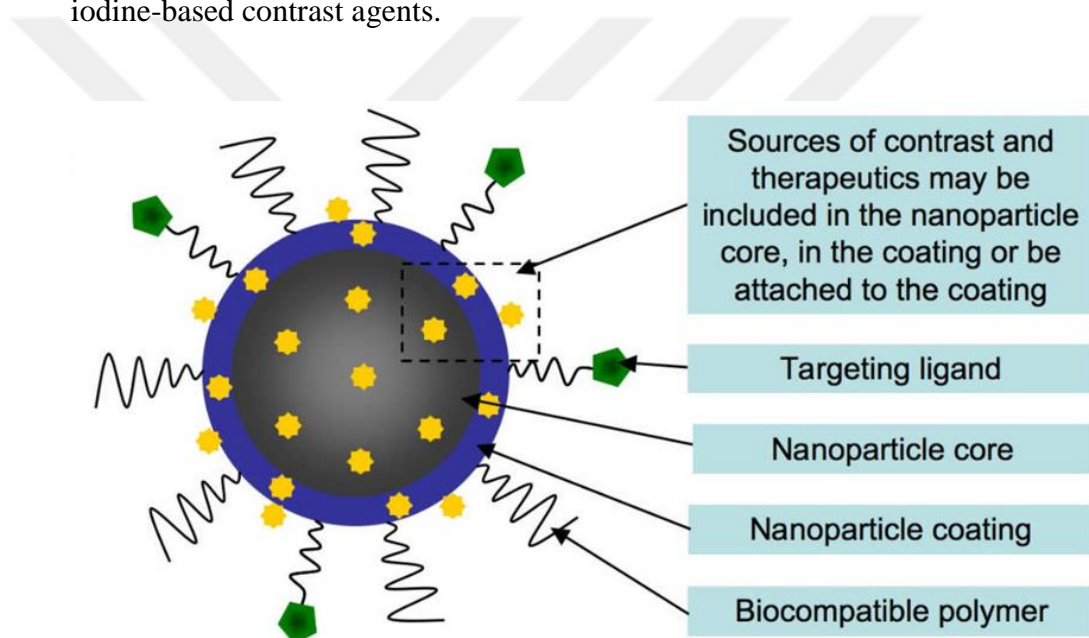 iodine-based contrast agents.
Sources of contrast and
therapeutics may be
included in the nanoparticle
core, in the coating or be
attached to the coating
Targeting ligand
Nanoparticle core
Nanoparticle coating
Biocompatible polymer